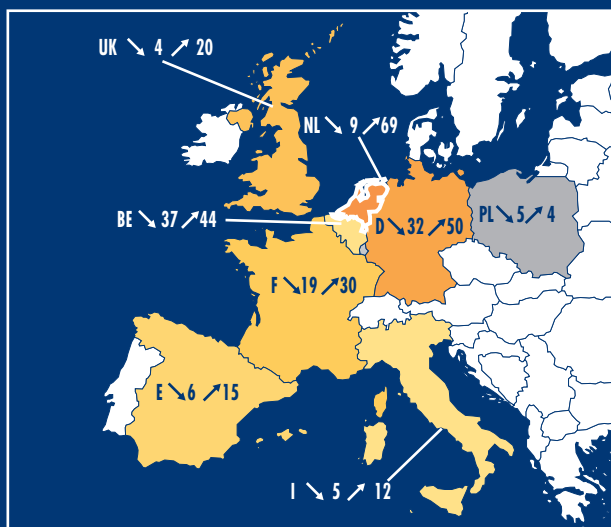 UK ↘ 4 ↗ 20
NL ↘ 9 ↗69
BE ↘ 37 ↗44
D ↘32 ↗50
PL ↘5 ↗ 4
F ↘19 ↗30
E ↘6 ↗15
I ↘ 5 ↗ 12